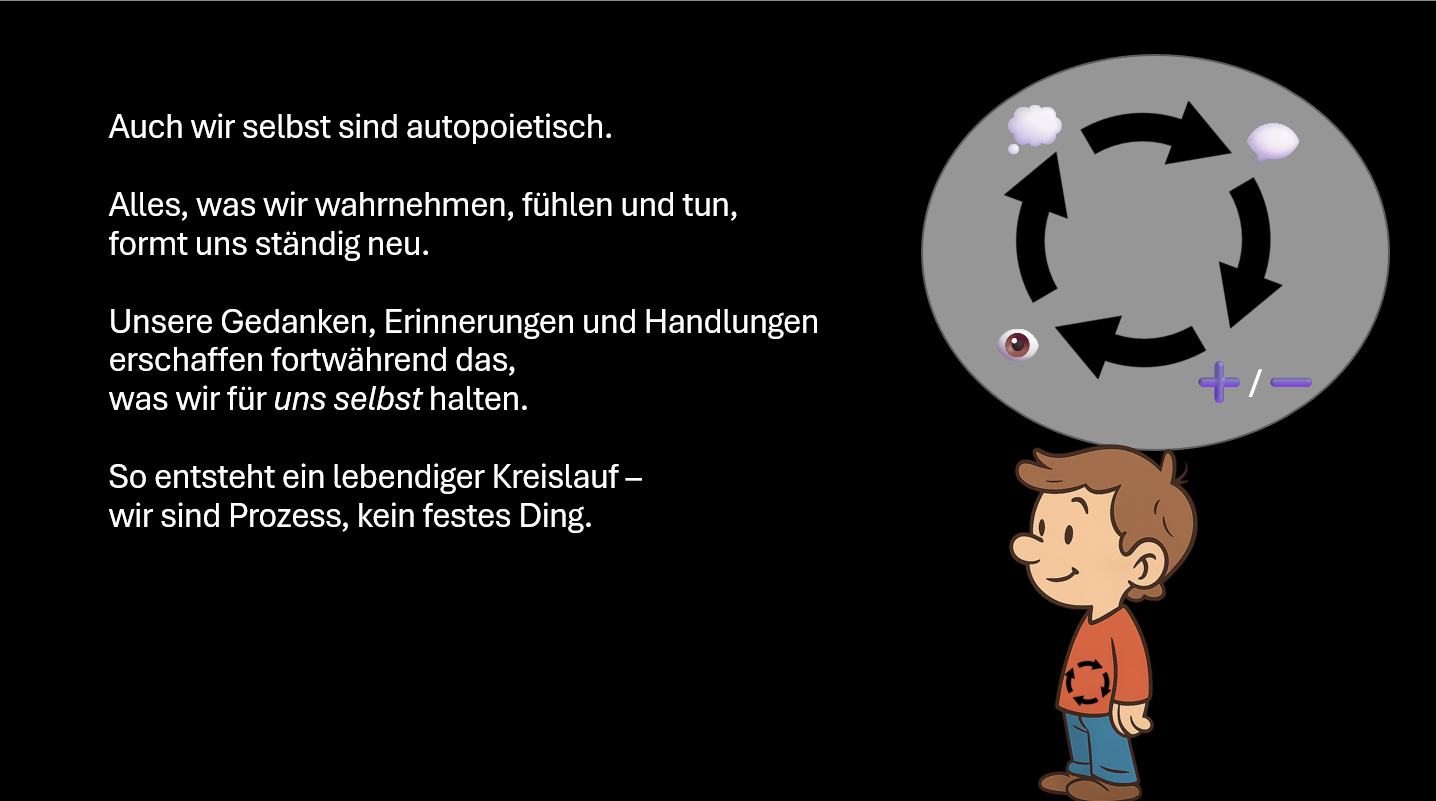 Auch wir selbst sind autopoietisch.
Alles, was wir wahrnehmen, fühlen und tun,
formt uns ständig neu.
Unsere Gedanken, Erinnerungen und Handlungen
erschaffen fortwährend das,
was wir für uns selbst halten.
So entsteht ein lebendiger Kreislauf –
wir sind Prozess, kein festes Ding.
+ / −